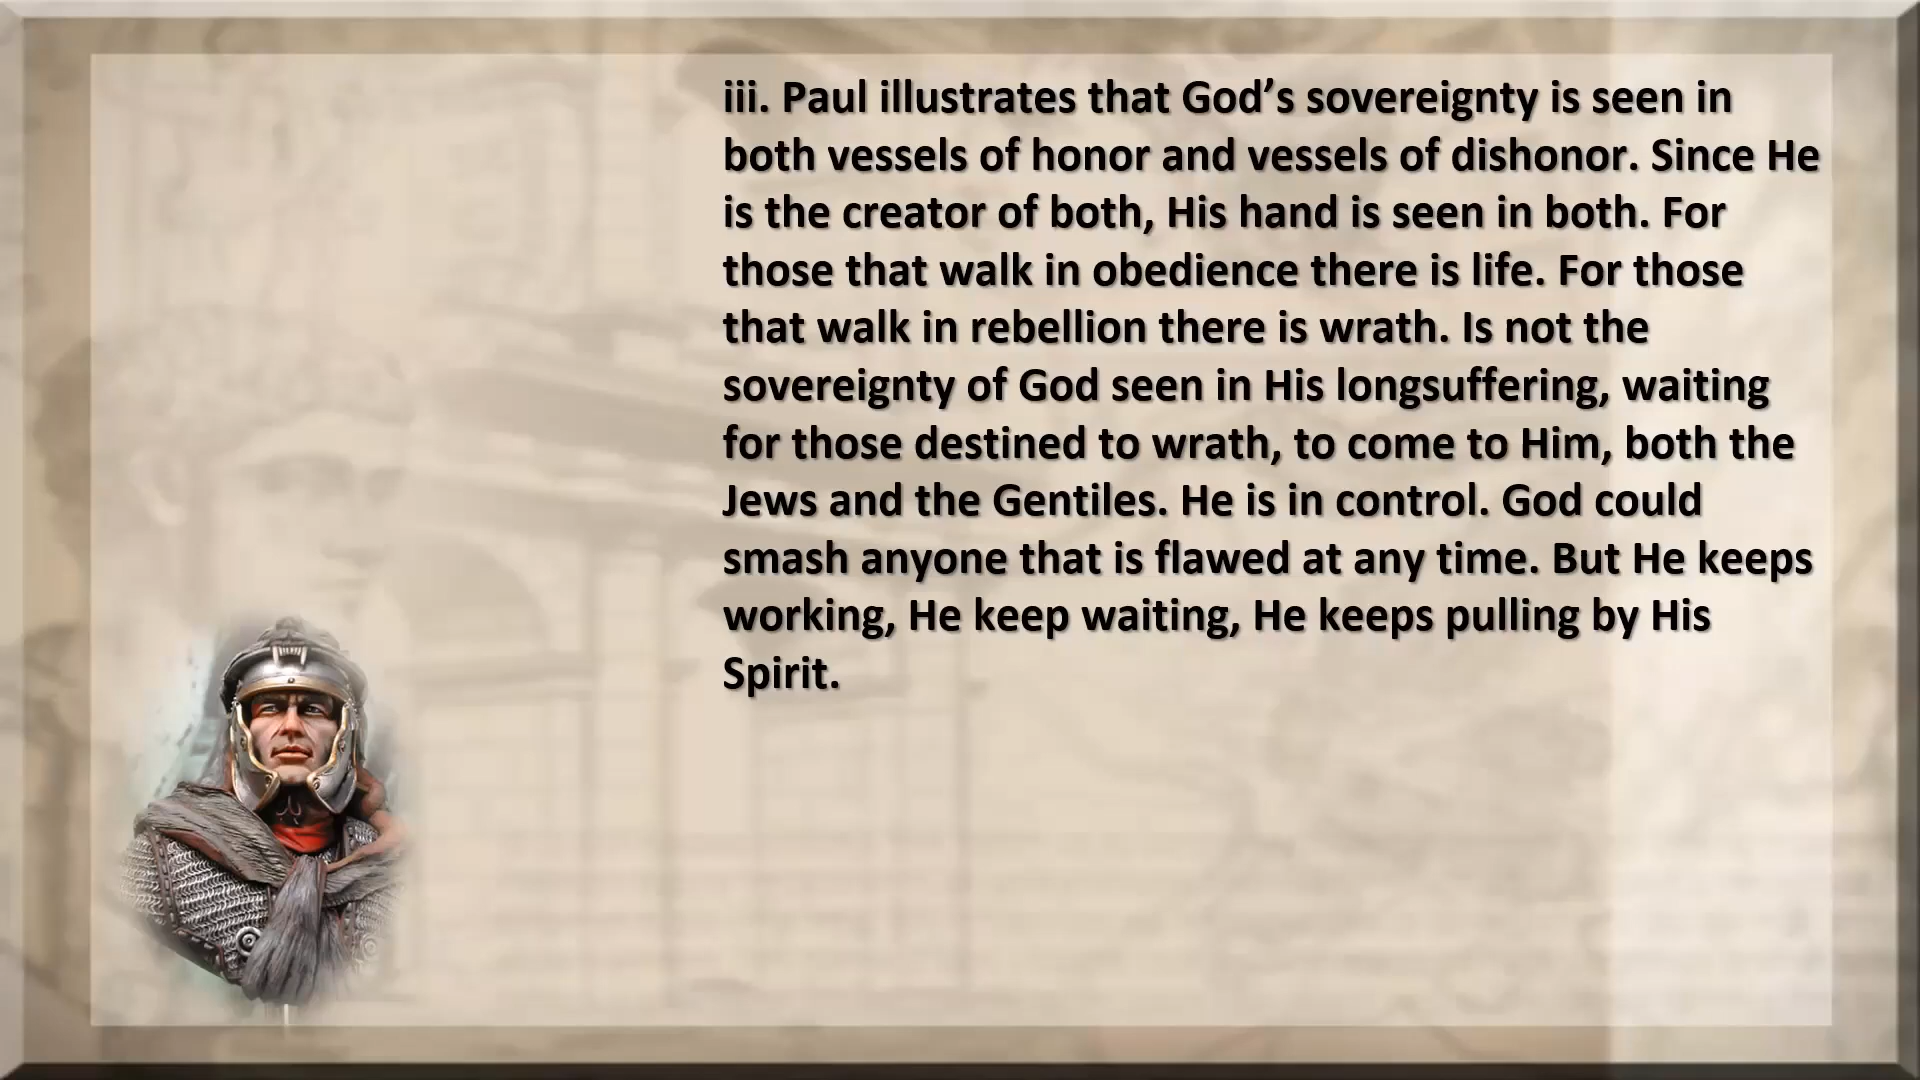 iii. Paul illustrates that God’s sovereignty is seen in
both vessels of honor and vessels of dishonor. Since He
is the creator of both, His hand is seen in both. For
those that walk in obedience there is life. For those
that walk in rebellion there is wrath. Is not the
sovereignty of God seen in His longsuffering, waiting
for those destined to wrath, to come to Him, both the
Jews and the Gentiles. He is in control. God could
smash anyone that is flawed at any time. But He keeps
working, He keep waiting, He keeps pulling by His
Spirit.